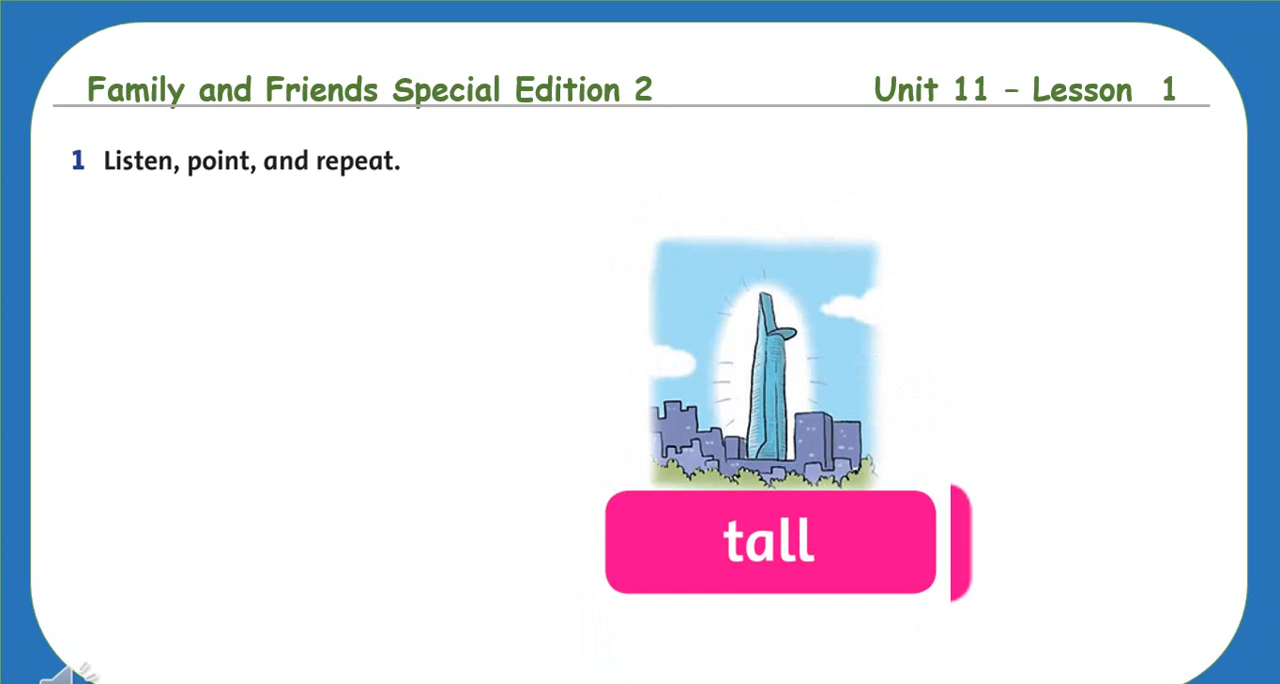 Family and Friends Special Edition 2 Unit 11 – Lesson 1
1 Listen, point, and repeat.
tall